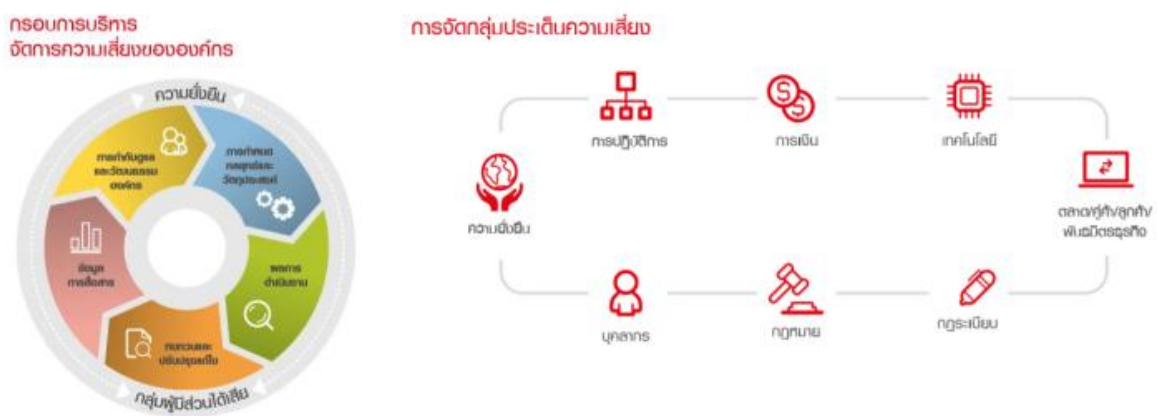 กรอบการบริหาร
จัดการความเสี่ยงขององค์กร
ความยั่งยืน
การกำกับดูแล
และวัฒนธรรม
องค์กร
การกำหนด
กลยุทธ์และ
วัตถุประสงค์
ข้อมูล
การสื่อสาร
ผลการ
ดำเนินงาน
ทบทวนและ
ปรับปรุงแก้ไข
กลุ่มผู้มีส่วนได้เสีย
การจัดกลุ่มประเด็นความเสี่ยง
การปฏิบัติการ
การเงิน
เทคโนโลยี
ความยั่งยืน
ตลาด/คู่ค้า/ลูกค้า/
พันธมิตรธุรกิจ
บุคลากร
กฎหมาย
กฎระเบียบ